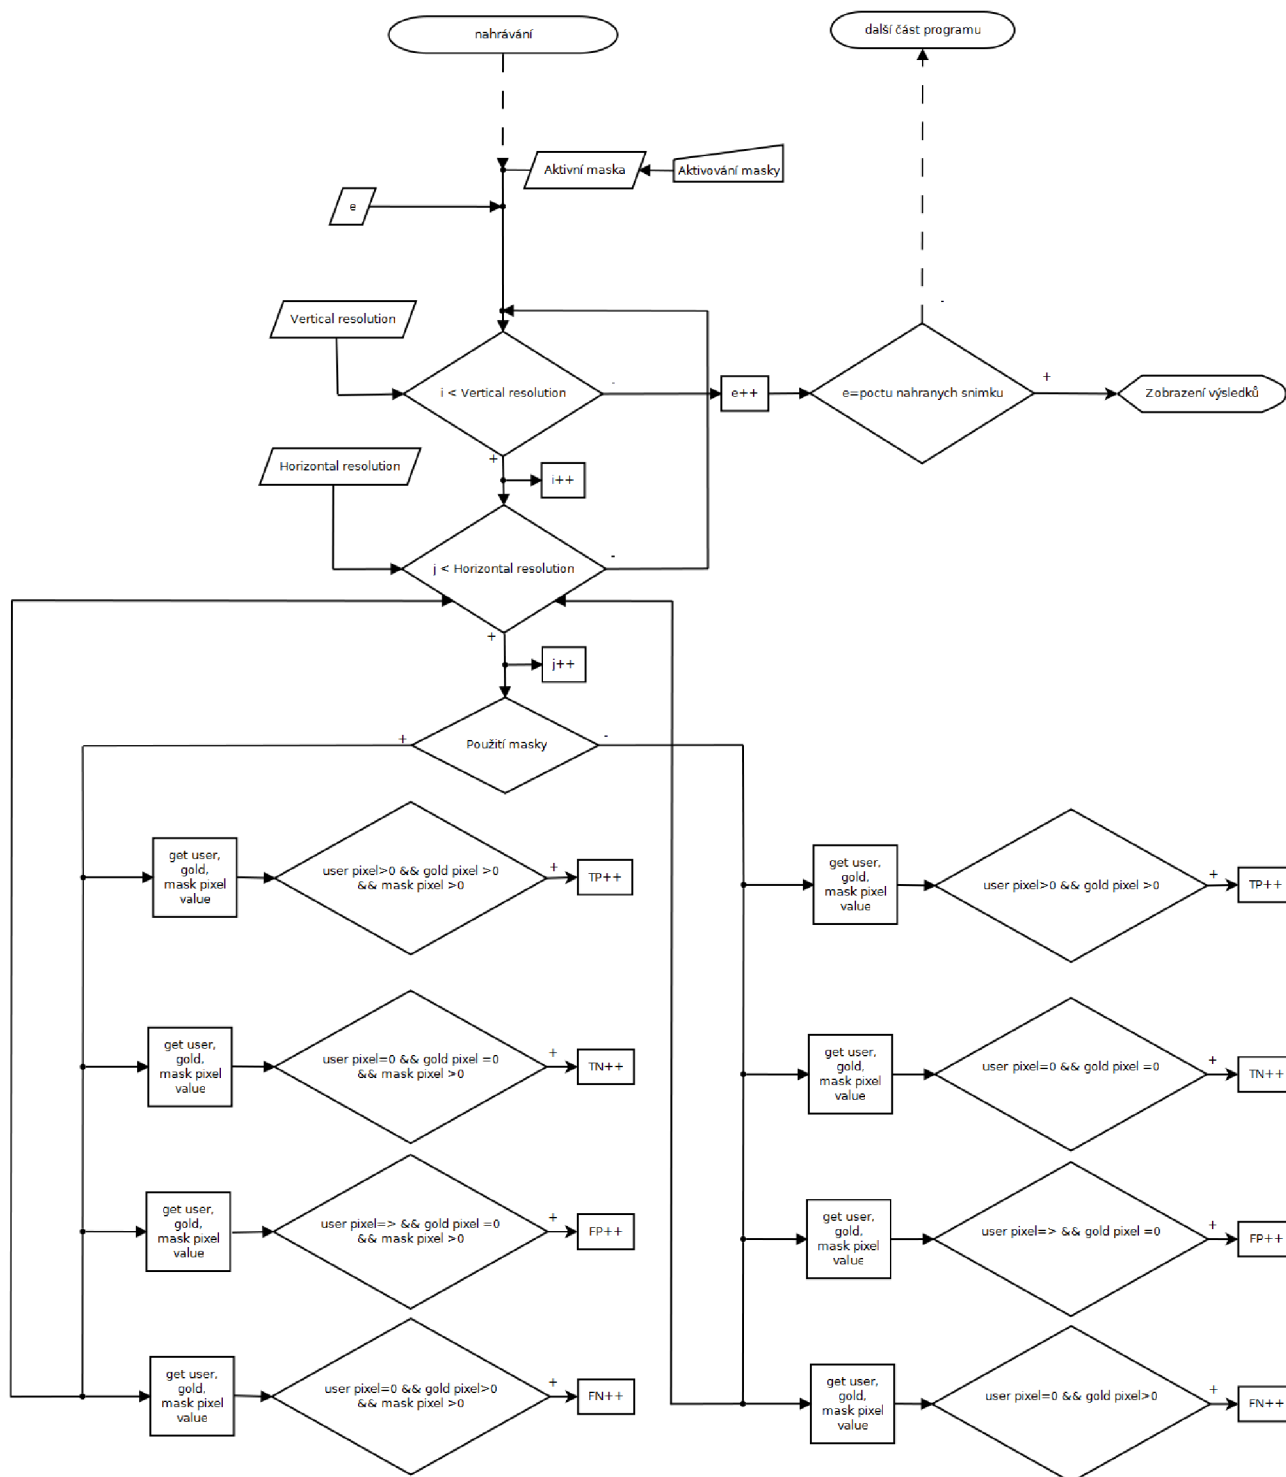 nahrávání
další část programu
Aktivní maska
Aktivování masky
e
-
Vertical resolution
i < Vertical resolution
-
e++
e=poctu nahranych snimku
+
Zobrazení výsledků
+
Horizontal resolution
i++
j < Horizontal resolution
-
+
j++
+
Použití masky
-
get user,
gold,
mask pixel
value
user pixel>0 && gold pixel >0
&& mask pixel >0
+
TP++
get user,
gold,
mask pixel
value
user pixel>0 && gold pixel >0
+
TP++
get user,
gold,
mask pixel
value
user pixel=0 && gold pixel =0
&& mask pixel >0
+
TN++
get user,
gold,
mask pixel
value
user pixel=0 && gold pixel =0
+
TN++
get user,
gold,
mask pixel
value
user pixel=> && gold pixel =0
&& mask pixel >0
+
FP++
get user,
gold,
mask pixel
value
user pixel=> && gold pixel =0
+
FP++
get user,
gold,
mask pixel
value
user pixel=0 && gold pixel>0
&& mask pixel >0
+
FN++
get user,
gold,
mask pixel
value
user pixel=0 && gold pixel>0
+
FN++